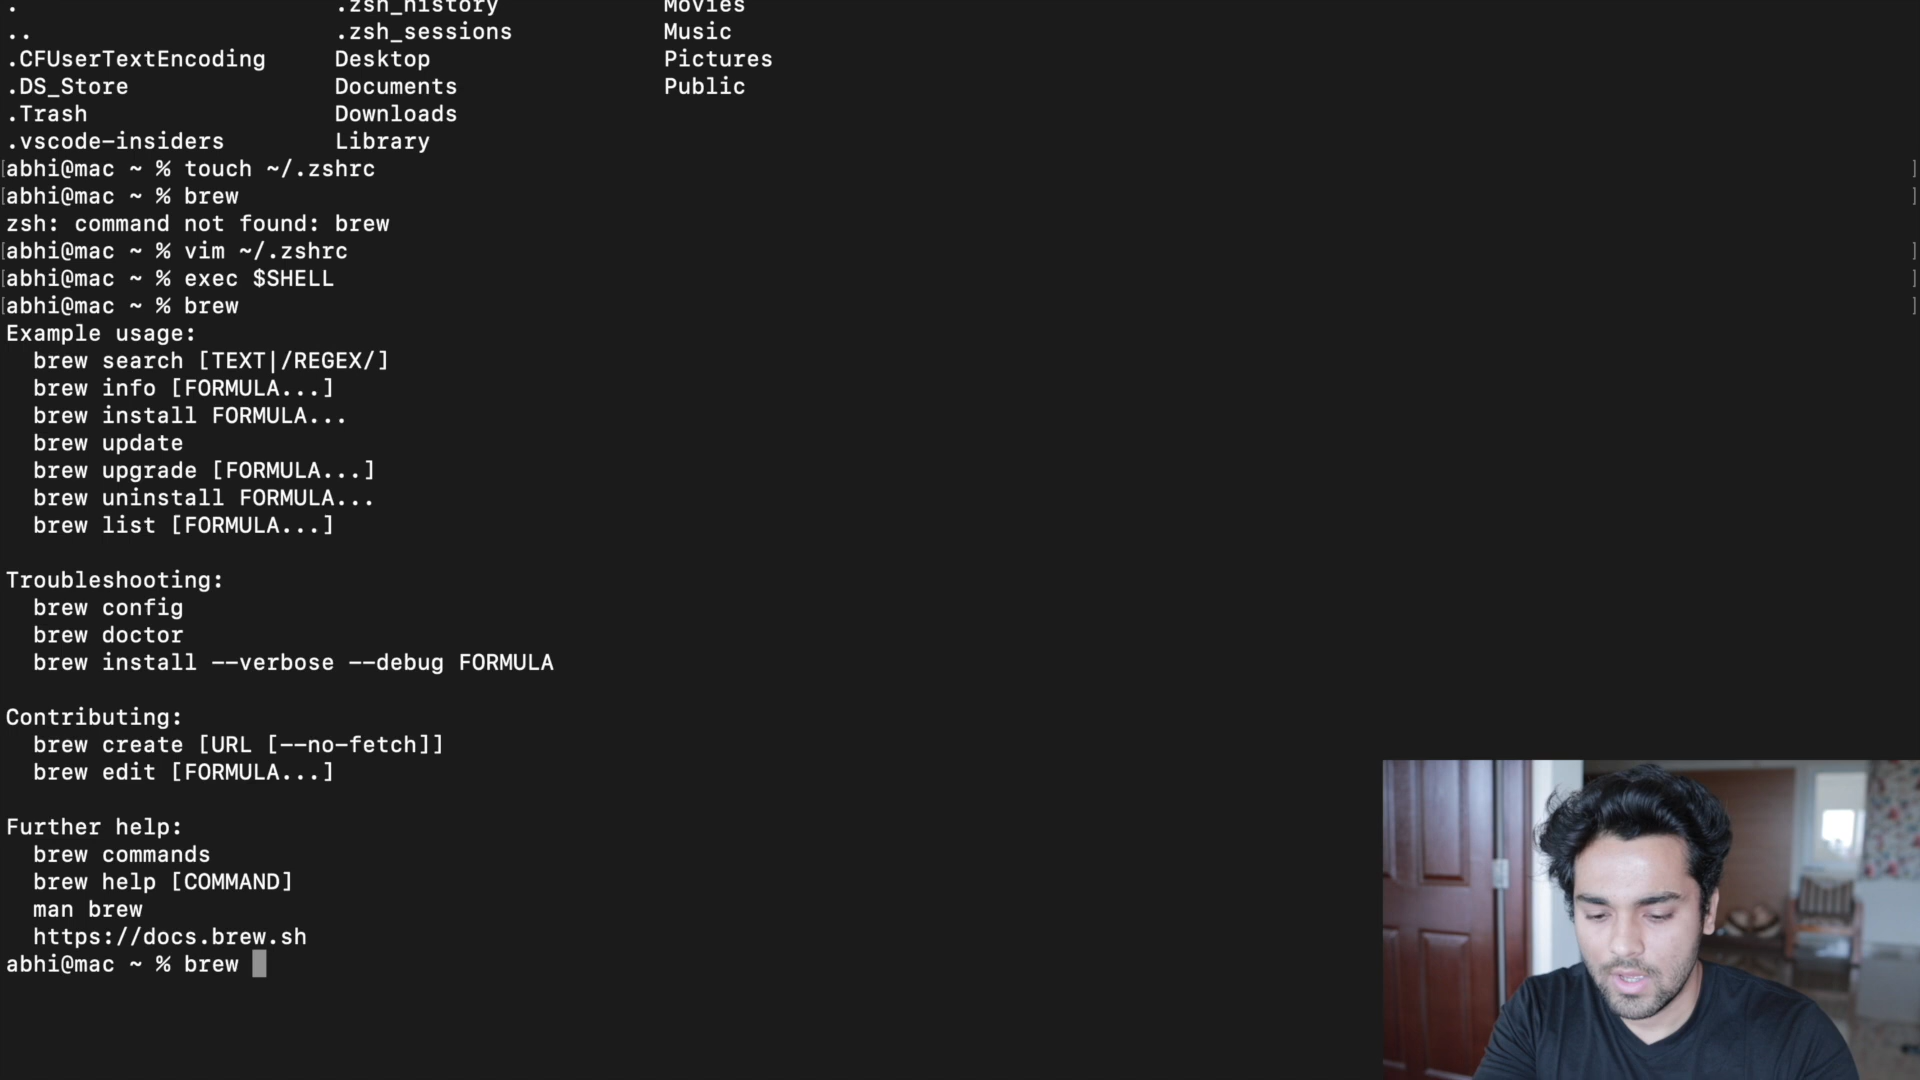 . .zsh_history Movies
.. .zsh_sessions Music
.CFUserTextEncoding Desktop Pictures
.DS_Store Documents Public
.Trash Downloads
.vscode-insiders Library
[abhi@mac ~ % touch ~/.zshrc ]
[abhi@mac ~ % brew ]
zsh: command not found: brew
[abhi@mac ~ % vim ~/.zshrc ]
[abhi@mac ~ % exec $SHELL ]
[abhi@mac ~ % brew ]
Example usage:
brew search [TEXT|/REGEX/]
brew info [FORMULA...]
brew install FORMULA...
brew update
brew upgrade [FORMULA...]
brew uninstall FORMULA...
brew list [FORMULA...]
Troubleshooting:
brew config
brew doctor
brew install --verbose --debug FORMULA
Contributing:
brew create [URL [--no-fetch]]
brew edit [FORMULA...]
Further help:
brew commands
brew help [COMMAND]
man brew
https://docs.brew.sh
abhi@mac ~ % brew